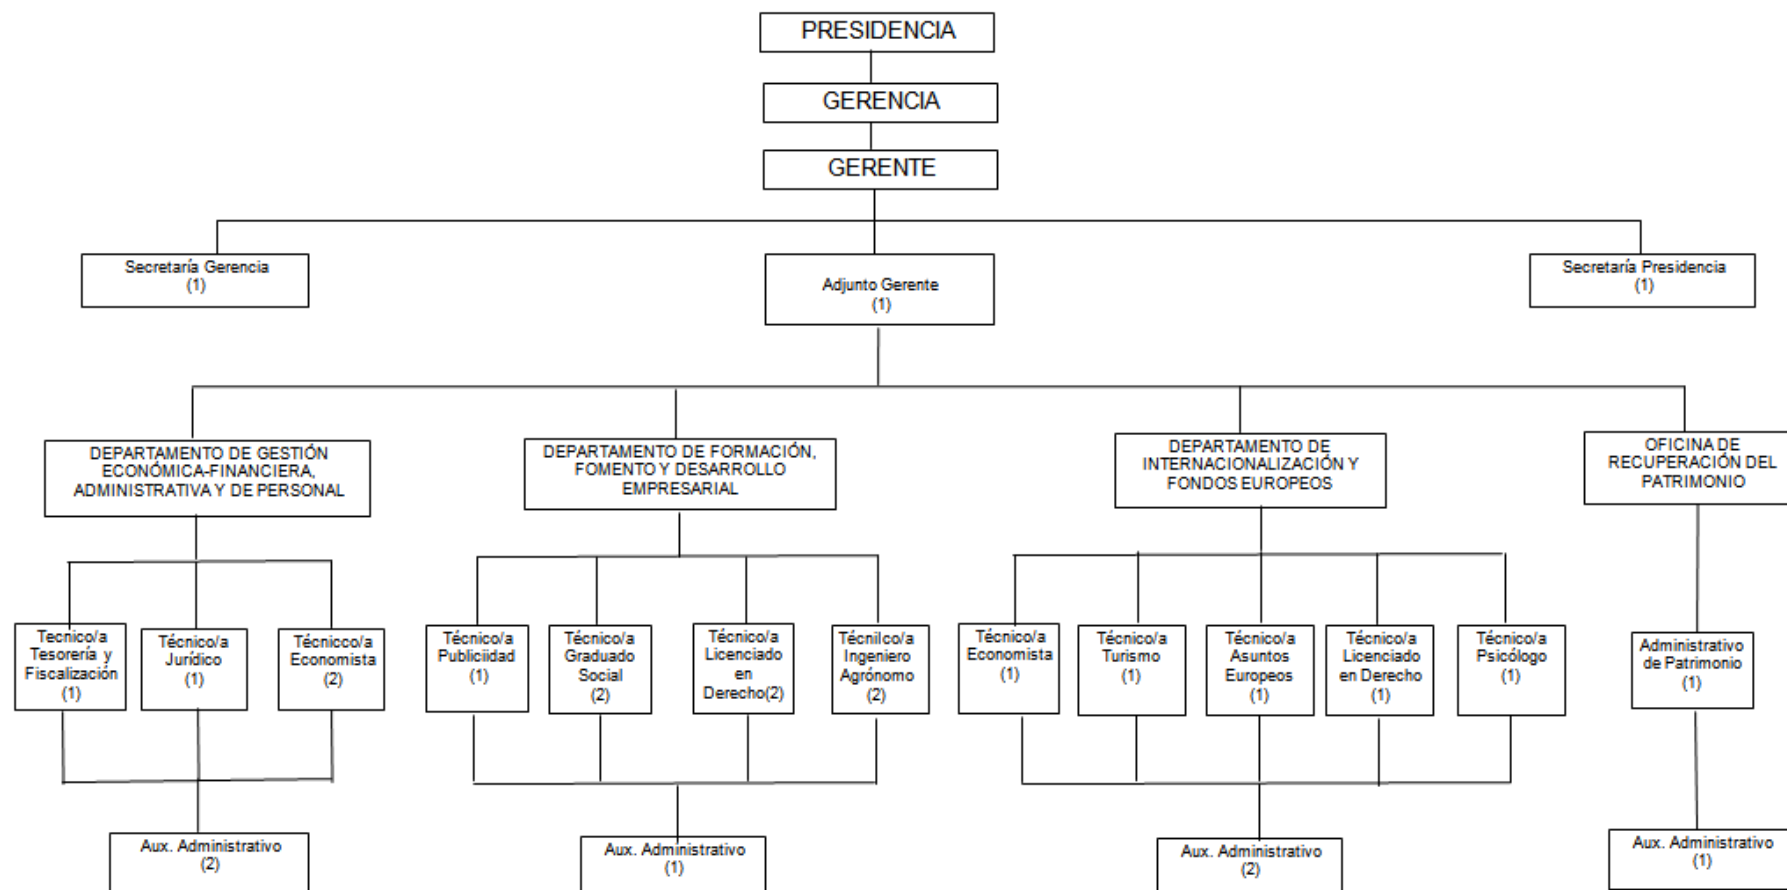 PRESIDENCIA
GERENCIA
GERENTE
Secretaría Gerencia
(1)
Adjunto Gerente
(1)
Secretaría Presidencia
(1)
DEPARTAMENTO DE GESTIÓN
ECONÓMICA-FINANCIERA,
ADMINISTRATIVA Y DE PERSONAL
DEPARTAMENTO DE FORMACIÓN,
FOMENTO Y DESARROLLO
EMPRESARIAL
DEPARTAMENTO DE
INTERNACIONALIZACIÓN Y
FONDOS EUROPEOS
OFICINA DE
RECUPERACIÓN DEL
PATRIMONIO
Tecnico/a
Tesorería y
Fiscalización
(1)
Técnico/a
Jurídico
(1)
Técnicco/a
Economista
(2)
Técnico/a
Publiciidad
(1)
Técnico/a
Graduado
Social
(2)
Técnico/a
Licenciado
en
Derecho(2)
Técnilco/a
Ingeniero
Agrónomo
(2)
Técnico/a
Economista
(1)
Técnico/a
Turismo
(1)
Técnico/a
Asuntos
Europeos
(1)
Técnico/a
Licenciado
en Derecho
(1)
Técnico/a
Psicólogo
(1)
Administrativo
de Patrimonio
(1)
Aux. Administrativo
(2)
Aux. Administrativo
(1)
Aux. Administrativo
(2)
Aux. Administrativo
(1)